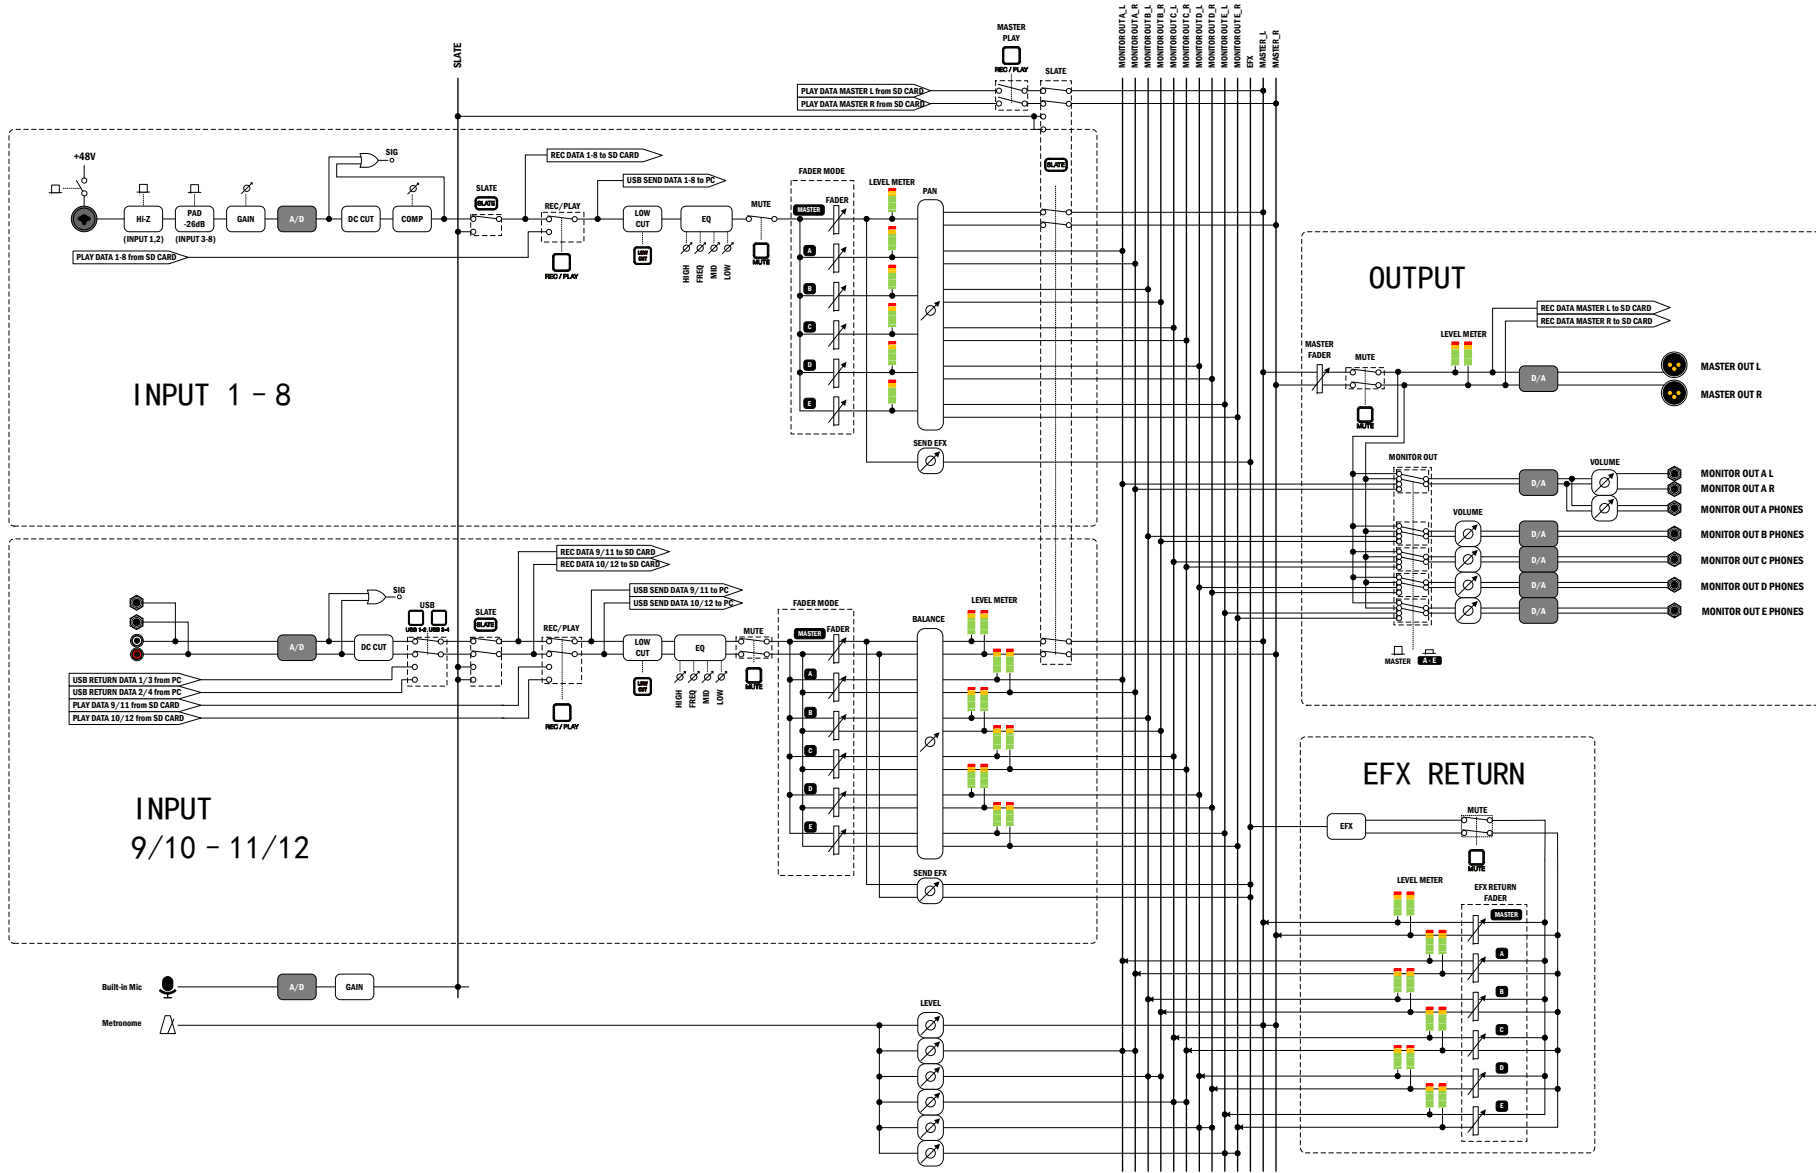 SLATE
MASTER
PLAY
REC / PLAY
SLATE
MONITOR OUT A_L
MONITOR OUT A_R
MONITOR OUT B_L
MONITOR OUT B_R
MONITOR OUT C_L
MONITOR OUT C_R
MONITOR OUT D_L
MONITOR OUT D_R
MONITOR OUT E_L
MONITOR OUT E_R
EFX
MASTER_L
MASTER_R
PLAY DATA MASTER L from SD CARD
PLAY DATA MASTER R from SD CARD
SLATE
+48V
SIG
REC DATA 1-8 to SD CARD
USB SEND DATA 1-8 to PC
Hi-Z
(INPUT 1,2)
PAD
-26dB
(INPUT 3-8)
GAIN
A/D
DC CUT
COMP
SLATE
SLATE
REC/PLAY
REC / PLAY
LOW
CUT
LOW
CUT
EQ
HIGH
FREQ
MID
LOW
MUTE
MUTE
FADER MODE
MASTER
FADER
A
B
C
D
E
LEVEL METER
PAN
SEND EFX
PLAY DATA 1-8 from SD CARD
INPUT 1 – 8
OUTPUT
REC DATA MASTER L to SD CARD
REC DATA MASTER R to SD CARD
MASTER
FADER
MUTE
MUTE
LEVEL METER
D/A
MASTER OUT L
MASTER OUT R
MONITOR OUT
VOLUME
D/A
VOLUME
MONITOR OUT A L
MONITOR OUT A R
MONITOR OUT A PHONES
D/A
MONITOR OUT B PHONES
D/A
MONITOR OUT C PHONES
D/A
MONITOR OUT D PHONES
D/A
MONITOR OUT E PHONES
MASTER
A - E
REC DATA 9/11 to SD CARD
REC DATA 10/12 to SD CARD
USB SEND DATA 9/11 to PC
USB SEND DATA 10/12 to PC
SIG
A/D
DC CUT
USB
USB 1-2
USB 3-4
SLATE
SLATE
REC/PLAY
REC / PLAY
LOW
CUT
LOW
CUT
EQ
HIGH
FREQ
MID
LOW
MUTE
MUTE
FADER MODE
MASTER
FADER
A
B
C
D
E
BALANCE
LEVEL METER
SEND EFX
USB RETURN DATA 1/3 from PC
USB RETURN DATA 2/4 from PC
PLAY DATA 9/11 from SD CARD
PLAY DATA 10/12 from SD CARD
INPUT
9/10 – 11/12
EFX RETURN
EFX
MUTE
MUTE
LEVEL METER
EFX RETURN
FADER
MASTER
A
B
C
D
E
Built-in Mic
A/D
GAIN
Metronome
LEVEL